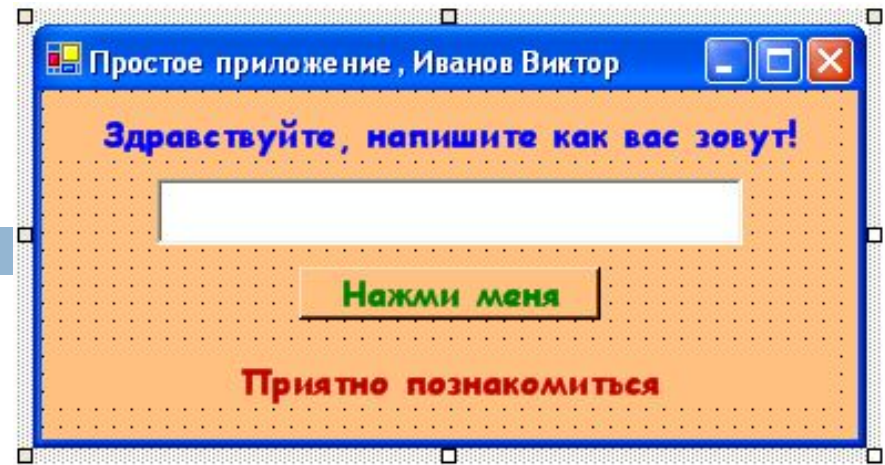 Простое приложение, Иванов Виктор
Здравствуйте, напишите как вас зовут!
Нажми меня
Приятно познакомиться